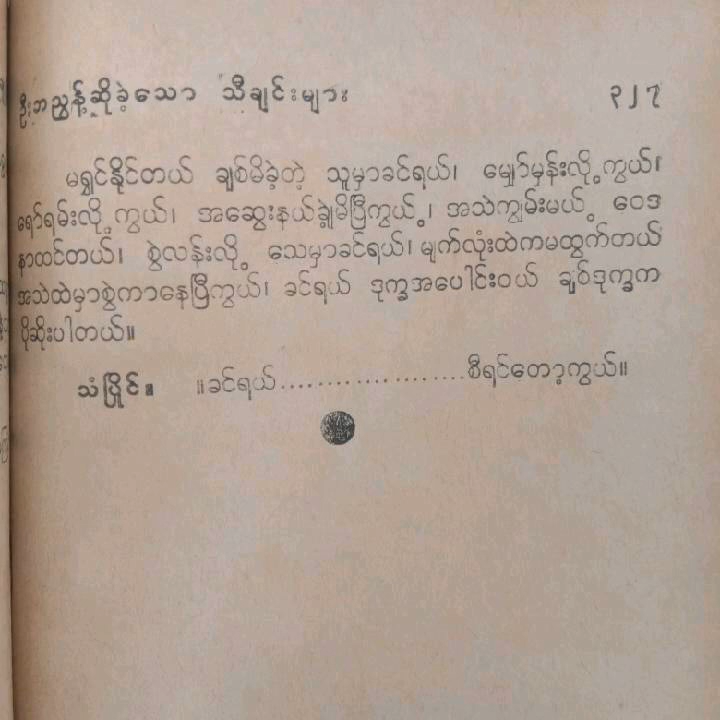 ဦးဘညွန့်ဆိုခဲ့သော သီချင်းများ ၃၂၇
မရှင်နိုင်တယ် ချစ်မိခဲ့တဲ့ သူမှာခင်ရယ်၊ မျှော်မှန်းလို့ကွယ်၊
ရော်ရမ်းလို့ကွယ်၊ အဆွေးနယ်ချဲ့မိပြီကွယ့်၊ အသဲကျွမ်းမယ့် ဝေဒ
နာထင်တယ်၊ စွဲလန်းလို့ သေမှာခင်ရယ်၊ မျက်လုံးထဲကမထွက်တယ်
အသဲထဲမှာစွဲကာနေပြီကွယ်၊ ခင်ရယ် ဒုက္ခအပေါင်းဝယ် ချစ်ဒုက္ခက
ပိုဆိုးပါတယ်။
သံပြိုင်။ ။ခင်ရယ်.....................စီရင်တော့ကွယ်။